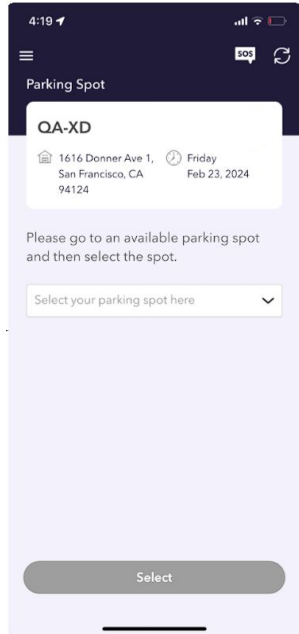 4:19
SOS
Parking Spot
QA-XD
1616 Donner Ave 1,
San Francisco, CA
94124
Friday
Feb 23, 2024
Please go to an available parking spot
and then select the spot.
Select your parking spot here
Select